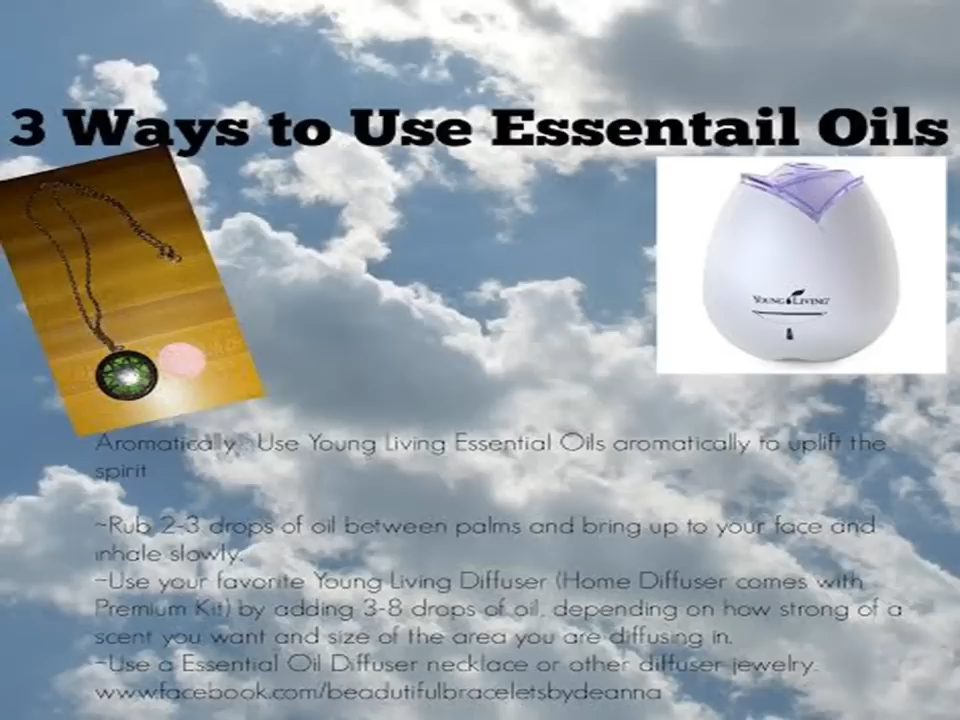 3 Ways to Use Essentail Oils
YOUNG LIVING
Aromatically- Use Young Living Essential Oils aromatically to uplift the
spirit
~Rub 2-3 drops of oil between palms and bring up to your face and
inhale slowly.
~Use your favorite Young Living Diffuser (Home Diffuser comes with
Premium Kit) by adding 3-8 drops of oil, depending on how strong of a
scent you want and size of the area you are diffusing in.
~Use a Essential Oil Diffuser necklace or other diffuser jewelry.
www.facebook.com/beadutifulbraceletsbydeanna